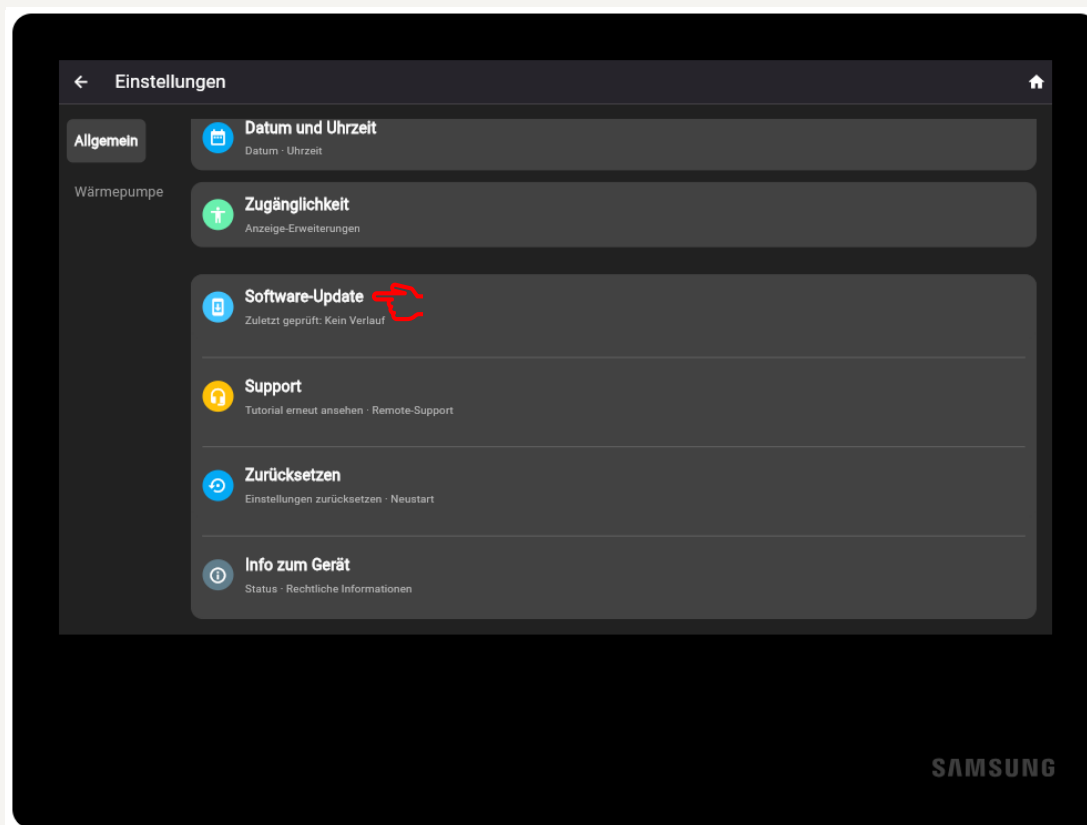 Einstellungen
Allgemein
Wärmepumpe
Datum und Uhrzeit
Datum · Uhrzeit
Zugänglichkeit
Anzeige-Erweiterungen
Software-Update
Zuletzt geprüft: Kein Verlauf
Support
Tutorial erneut ansehen · Remote-Support
Zurücksetzen
Einstellungen zurücksetzen · Neustart
Info zum Gerät
Status · Rechtliche Informationen
SAMSUNG